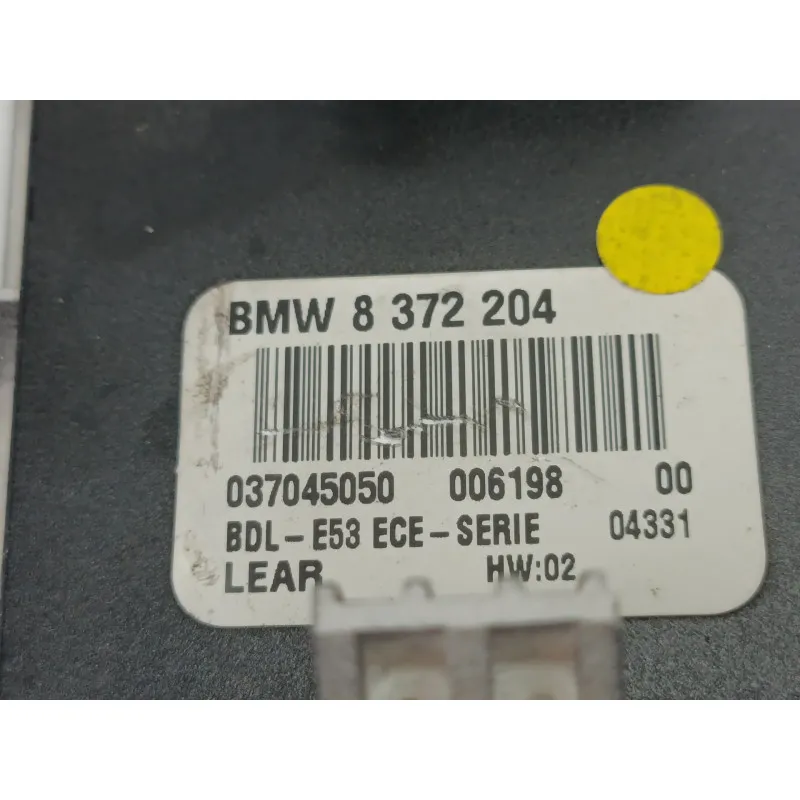 BMW 8 372 204
037045050 006198 00
BDL-E53 ECE-SERIE 04331
LEAR HW:02